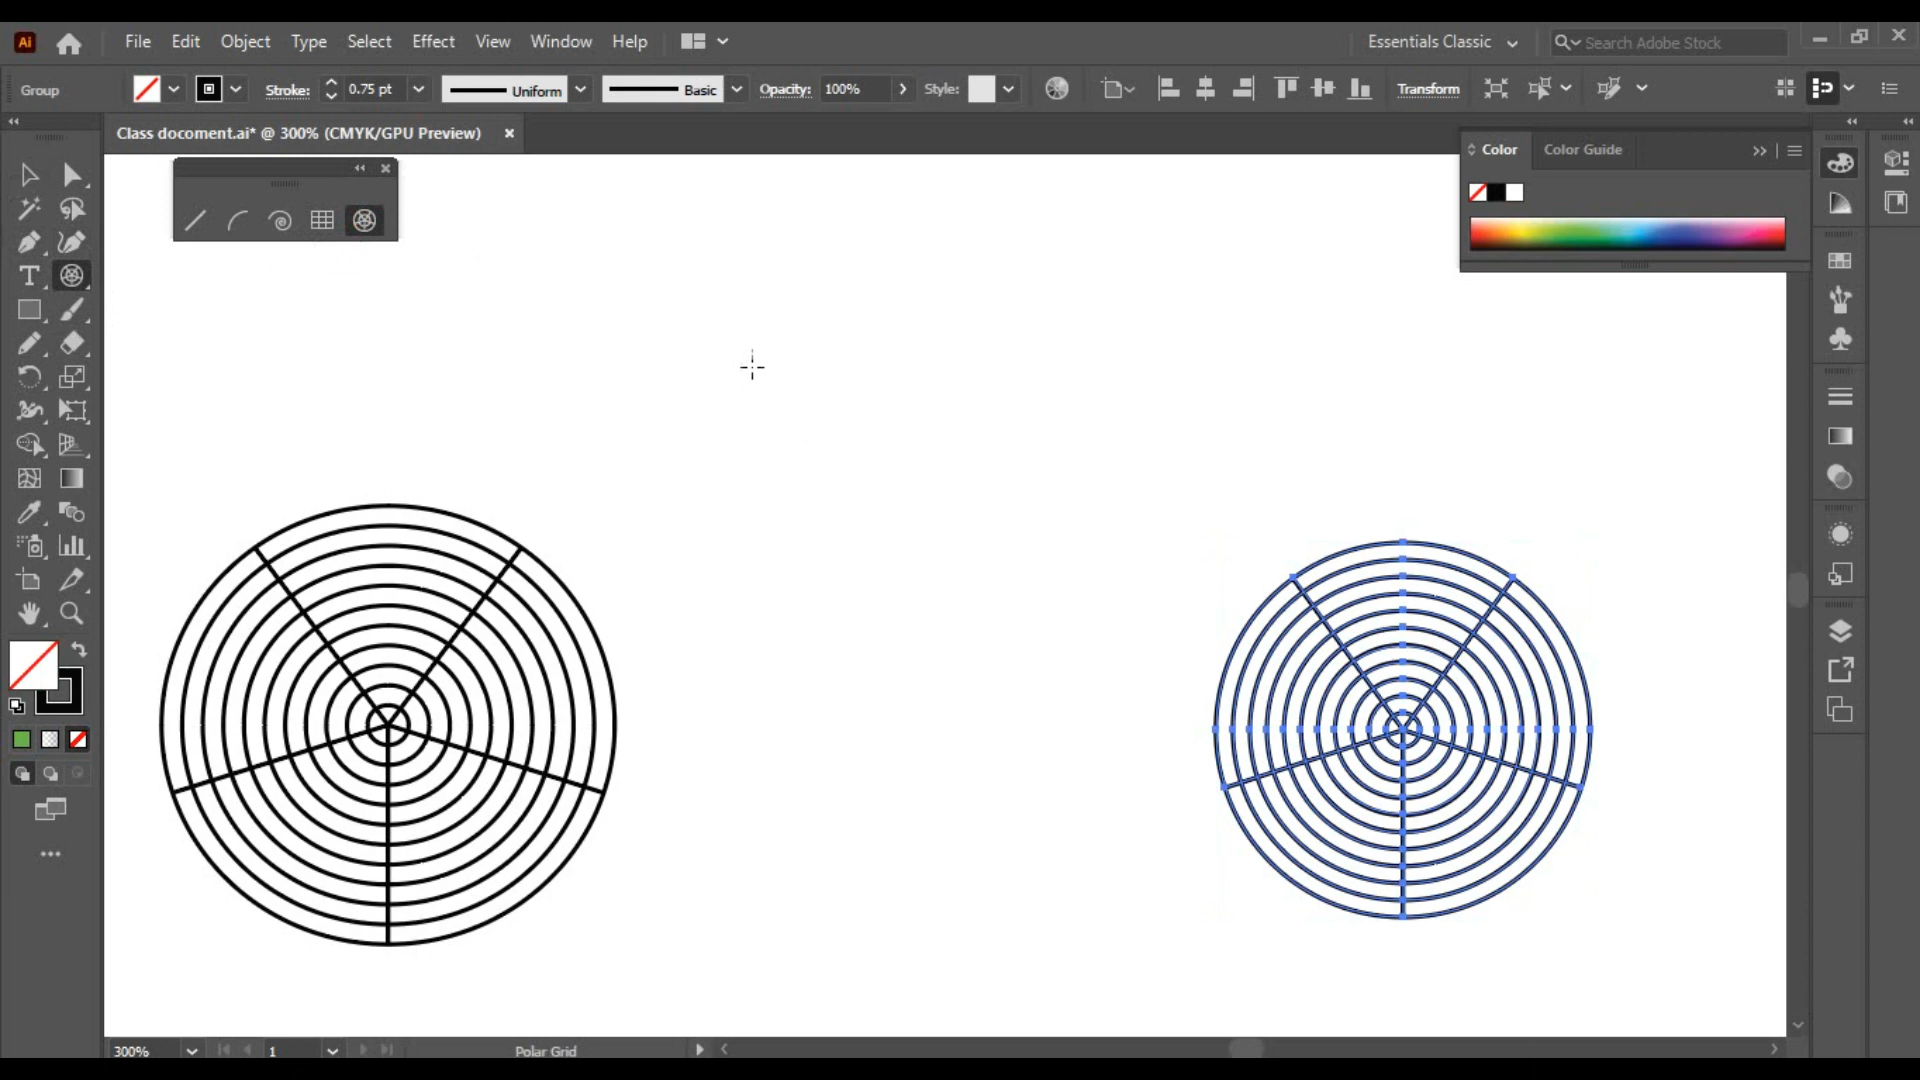 Ai File Edit Object Type Select Effect View Window Help Essentials Classic Search Adobe Stock
Group Stroke: 0.75 pt Uniform Basic Opacity: 100% Style: Transform
Class docoment.ai* @ 300% (CMYK/GPU Preview)
Color Color Guide
T
300% 1 Polar Grid